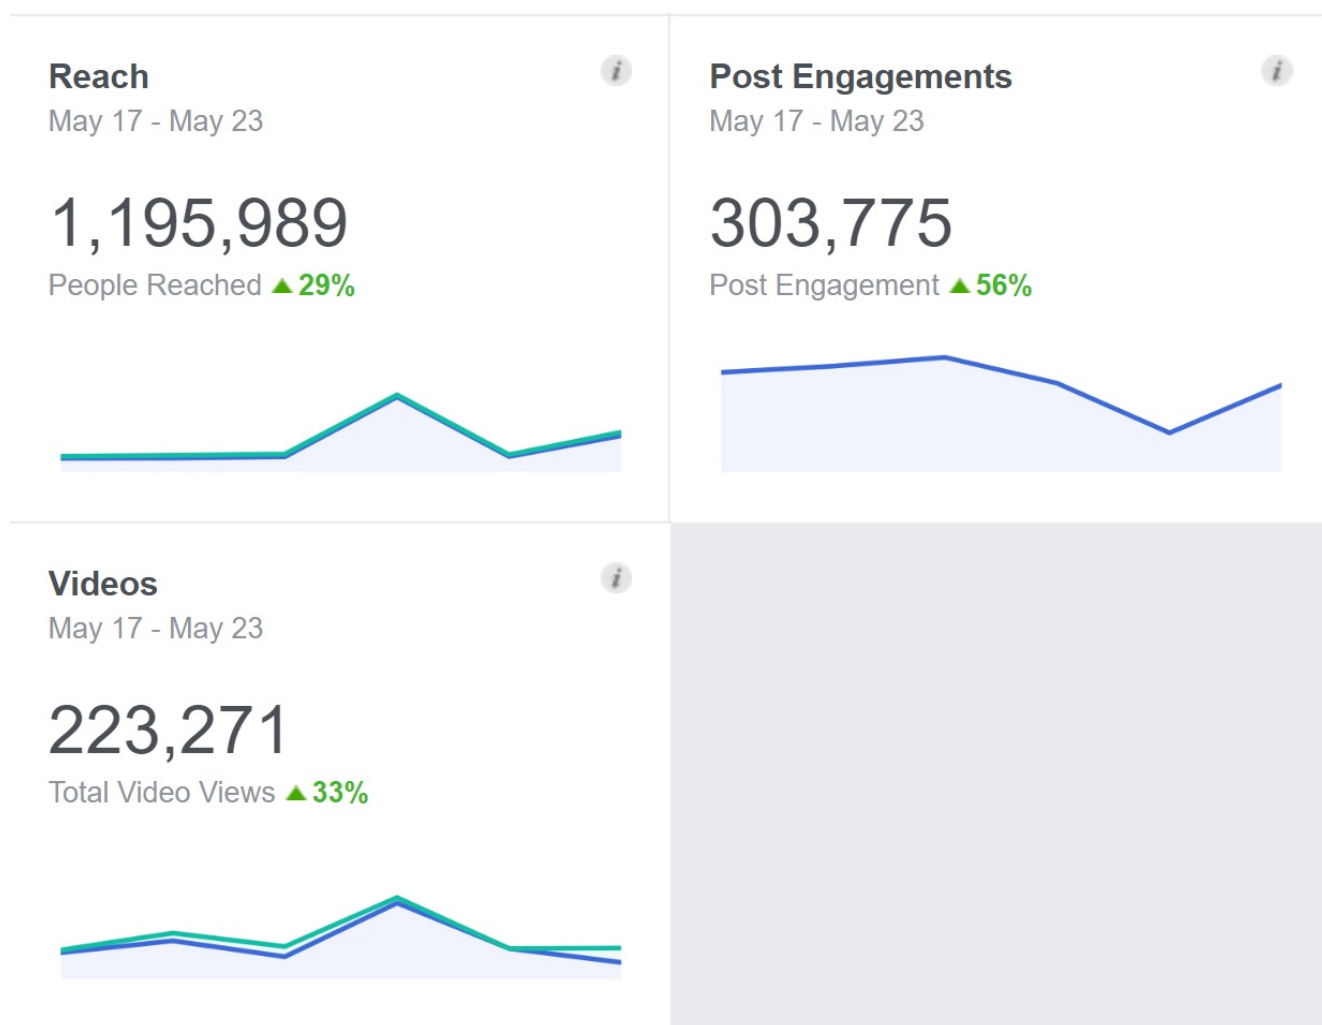 Reach
May 17 - May 23
1,195,989
People Reached ▲ 29%
Post Engagements
May 17 - May 23
303,775
Post Engagement ▲ 56%
Videos
May 17 - May 23
223,271
Total Video Views ▲ 33%